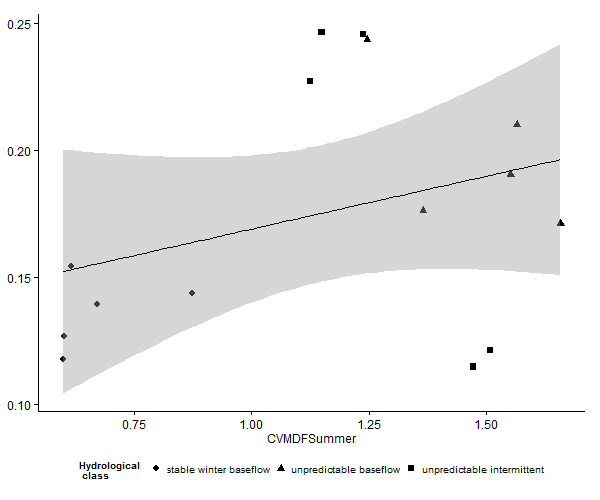 0.25
0.20
0.15
0.10
0.75 1.00 1.25 1.50
CVMDFSummer
Hydrological
class
stable winter baseflow unpredictable baseflow unpredictable intermittent